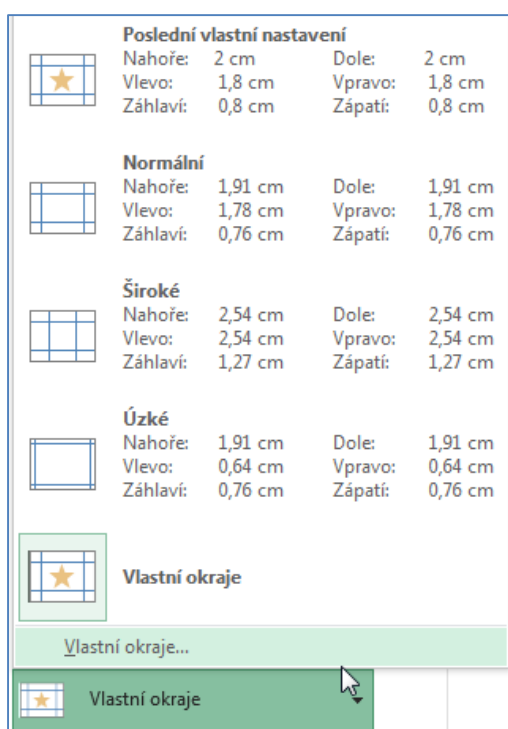 Poslední vlastní nastavení
Nahoře: 2 cm Dole: 2 cm
Vlevo: 1,8 cm Vpravo: 1,8 cm
Záhlaví: 0,8 cm Zápatí: 0,8 cm
Normální
Nahoře: 1,91 cm Dole: 1,91 cm
Vlevo: 1,78 cm Vpravo: 1,78 cm
Záhlaví: 0,76 cm Zápatí: 0,76 cm
Široké
Nahoře: 2,54 cm Dole: 2,54 cm
Vlevo: 2,54 cm Vpravo: 2,54 cm
Záhlaví: 1,27 cm Zápatí: 1,27 cm
Úzké
Nahoře: 1,91 cm Dole: 1,91 cm
Vlevo: 0,64 cm Vpravo: 0,64 cm
Záhlaví: 0,76 cm Zápatí: 0,76 cm
Vlastní okraje
Vlastní okraje...
Vlastní okraje